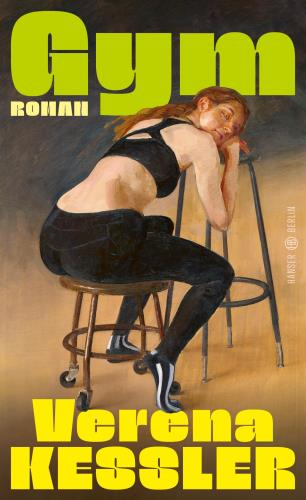 Gym
ROMAN
HANSER BERLIN
Verena
KESSLER